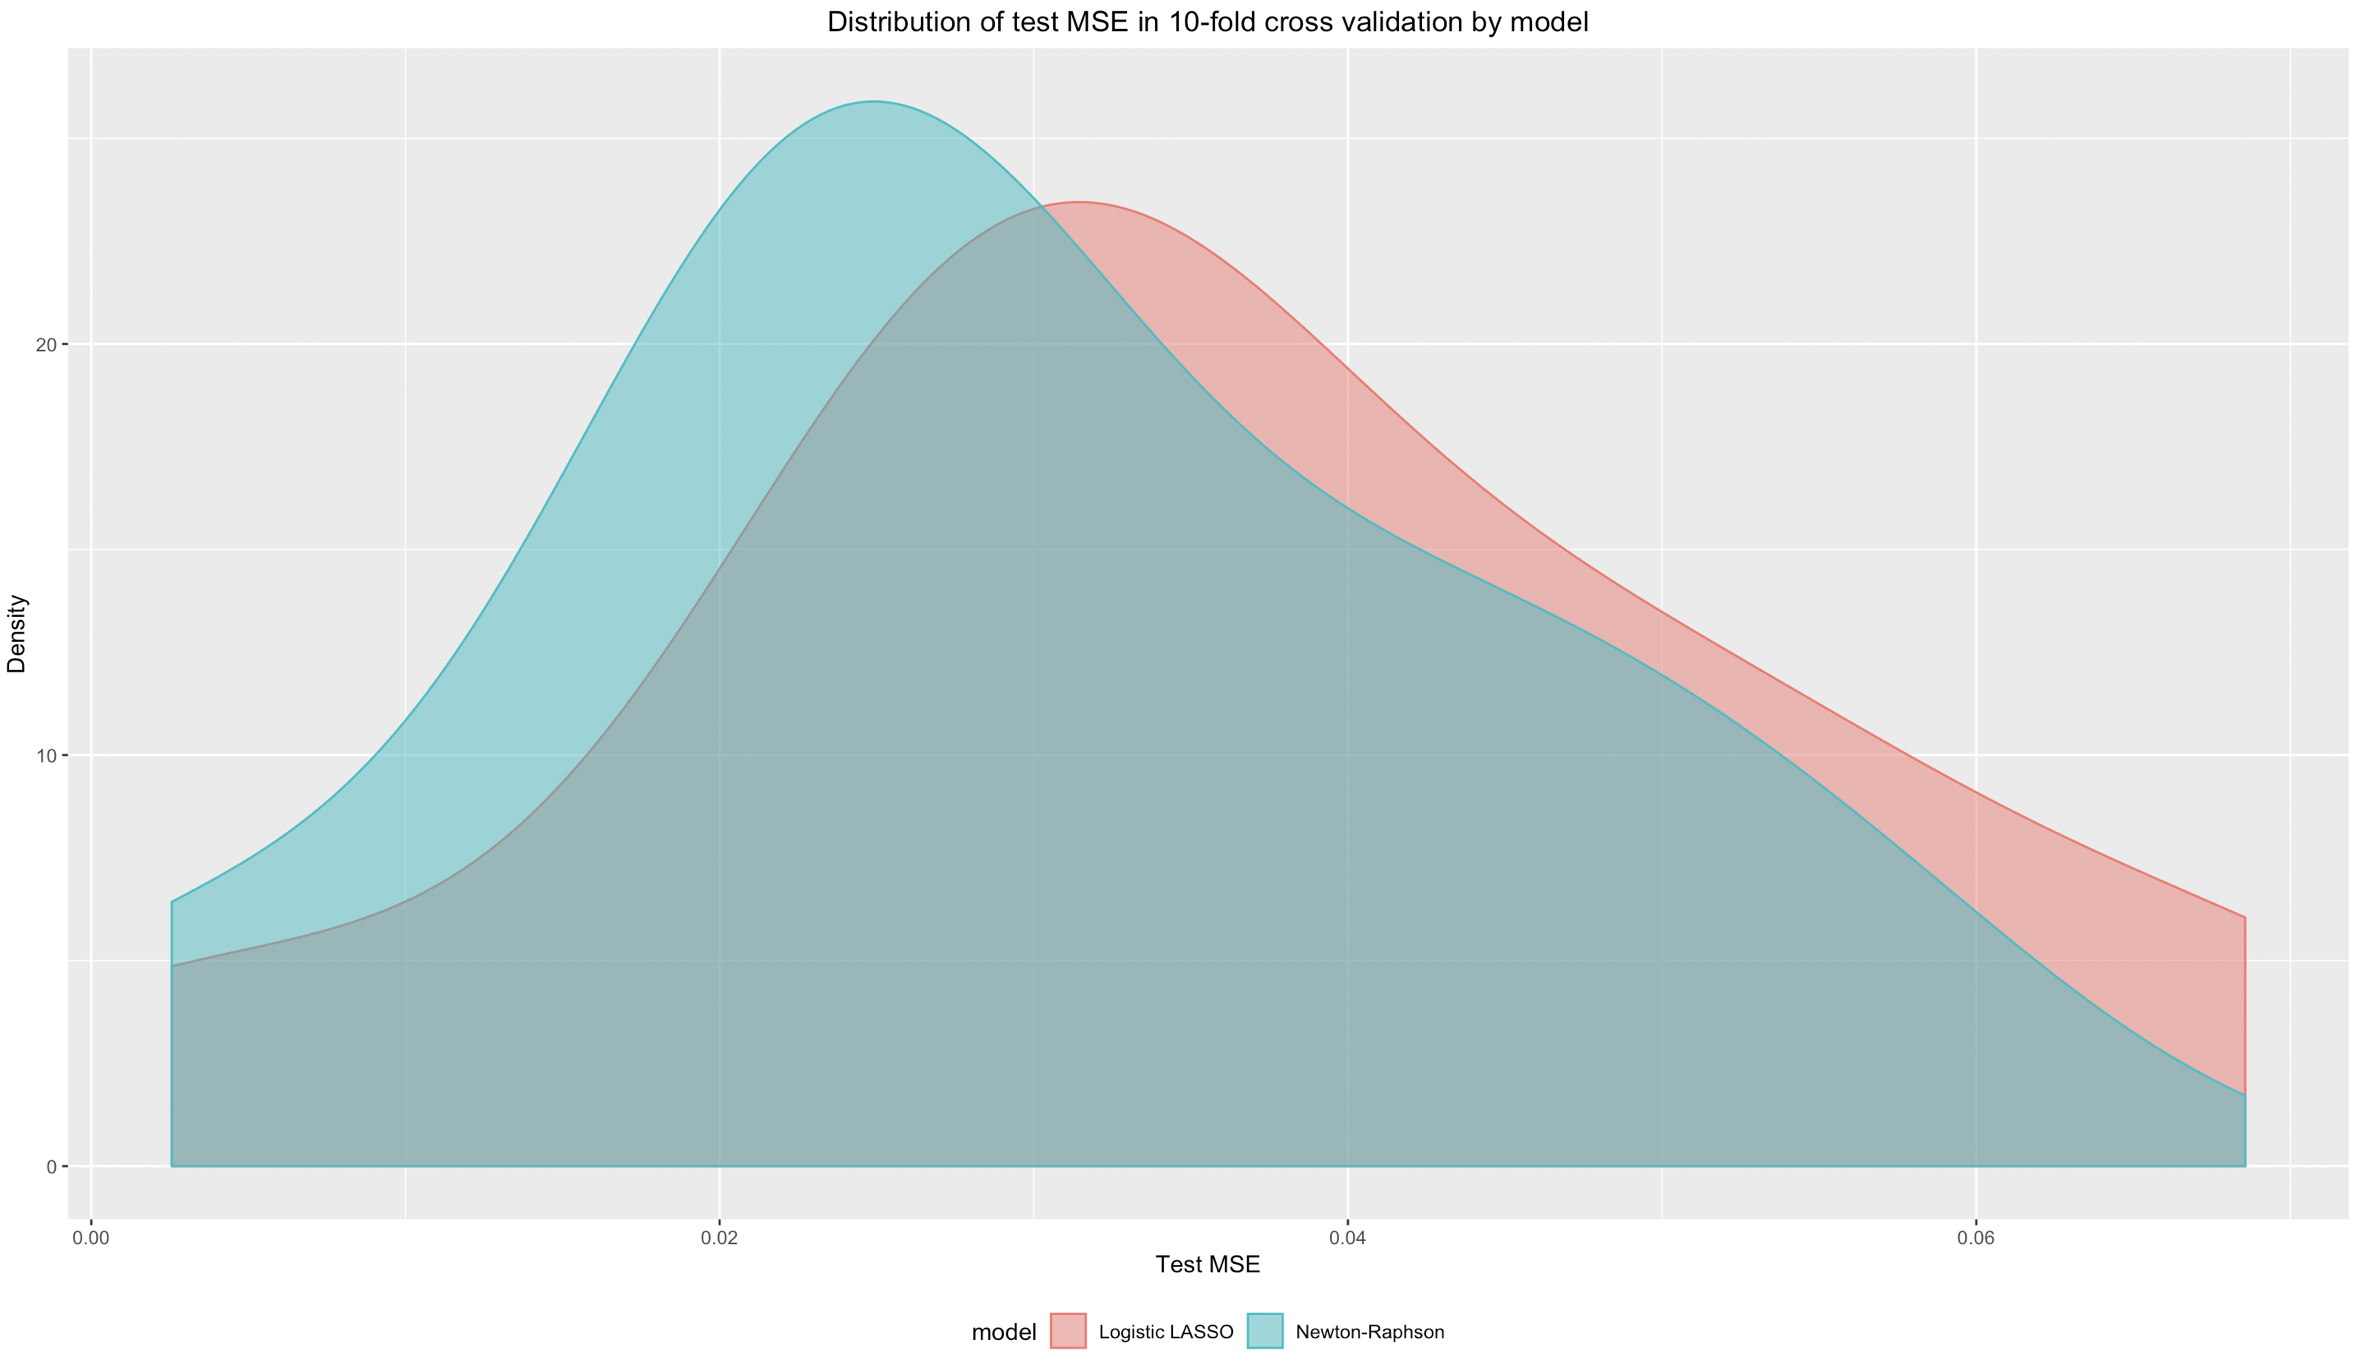 Distribution of test MSE in 10-fold cross validation by model
Density
20
10
0
0.00 0.02 0.04 0.06
Test MSE
model Logistic LASSO Newton-Raphson